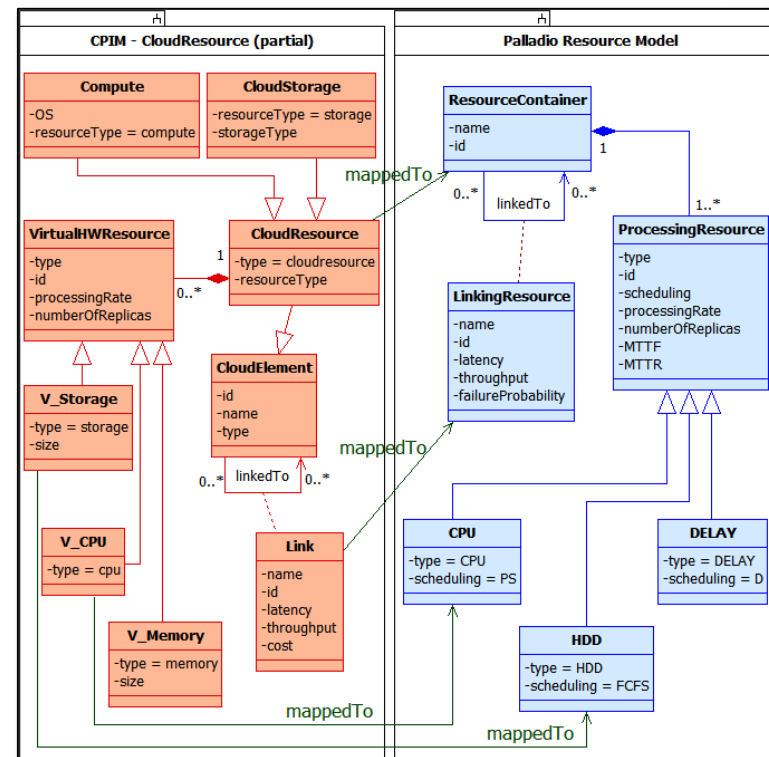 CPIM - CloudResource (partial)
Compute
-OS
-resourceType = compute
CloudStorage
-resourceType = storage
-storageType
VirtualHWResource
-type
-id
-processingRate
-numberOfReplicas
1
0..*
CloudResource
-type = cloudresource
-resourceType
CloudElement
-id
-name
-type
0..*
linkedTo
0..*
V_Storage
-type = storage
-size
V_CPU
-type = cpu
V_Memory
-type = memory
-size
Link
-name
-id
-latency
-throughput
-cost
mappedTo
mappedTo
mappedTo
mappedTo
Palladio Resource Model
ResourceContainer
-name
-id
1
0..*
linkedTo
0..*
1..*
ProcessingResource
-type
-id
-scheduling
-processingRate
-numberOfReplicas
-MTTF
-MTTR
LinkingResource
-name
-id
-latency
-throughput
-failureProbability
CPU
-type = CPU
-scheduling = PS
DELAY
-type = DELAY
-scheduling = D
HDD
-type = HDD
-scheduling = FCFS